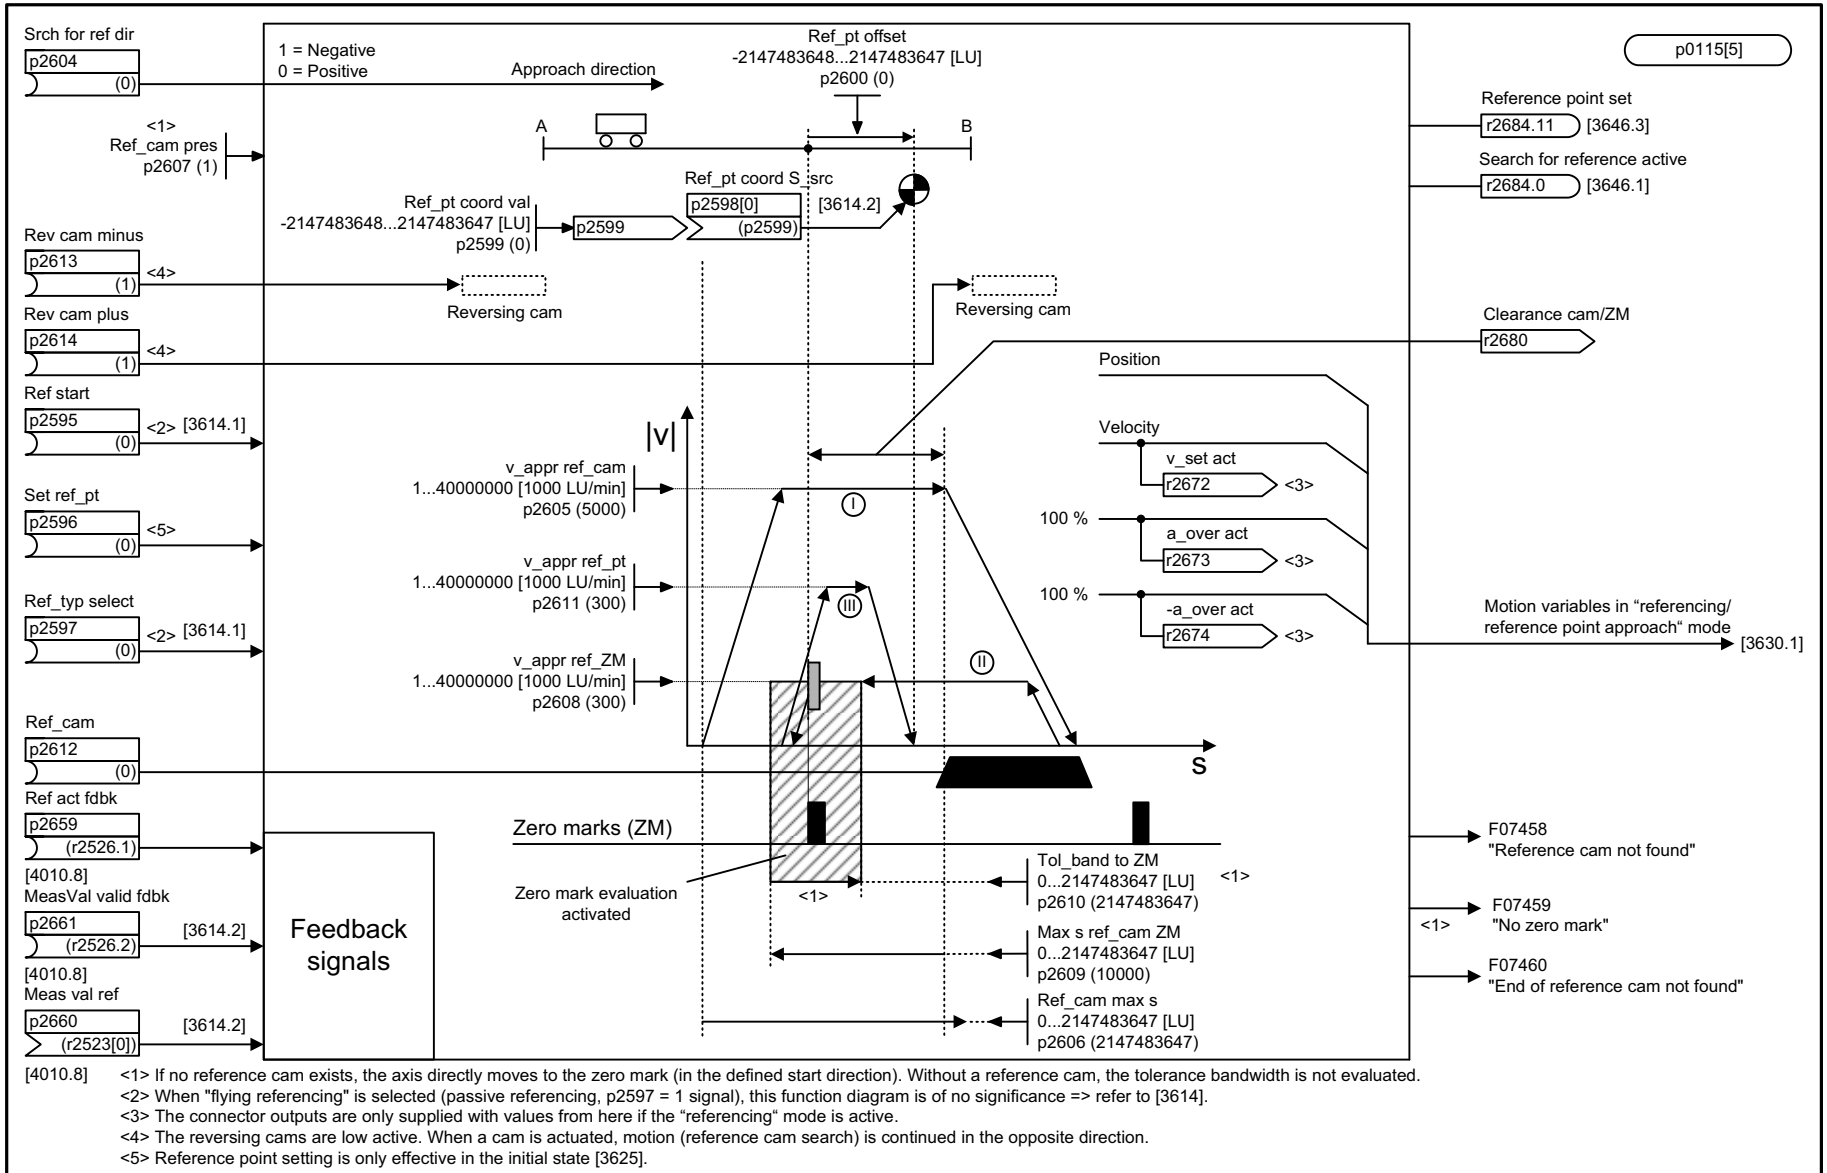 Srch for ref dir
p2604
(0)
1 = Negative
0 = Positive
Approach direction
Ref_pt offset
-2147483648...2147483647 [LU]
p2600 (0)
p0115[5]
<1>
Ref_cam pres
p2607 (1)
A
B
Reference point set
r2684.11
[3646.3]
Search for reference active
r2684.0
[3646.1]
Ref_pt coord val
-2147483648...2147483647 [LU]
p2599 (0)
p2599
Ref_pt coord S_src
p2598[0]
(p2599)
[3614.2]
Rev cam minus
p2613
(1)
<4>
Reversing cam
Reversing cam
Rev cam plus
p2614
(1)
<4>
Clearance cam/ZM
r2680
Ref start
p2595
(0)
<2> [3614.1]
Position
Velocity
v_set act
r2672
<3>
100 %
a_over act
r2673
<3>
100 %
-a_over act
r2674
<3>
Motion variables in “referencing/
reference point approach“ mode
[3630.1]
Set ref_pt
p2596
(0)
<5>
|v|
v_appr ref_cam
1...40000000 [1000 LU/min]
p2605 (5000)
I
v_appr ref_pt
1...40000000 [1000 LU/min]
p2611 (300)
III
Ref_typ select
p2597
(0)
<2> [3614.1]
v_appr ref_ZM
1...40000000 [1000 LU/min]
p2608 (300)
II
s
Ref_cam
p2612
(0)
Ref act fdbk
p2659
(r2526.1)
[4010.8]
MeasVal valid fdbk
p2661
(r2526.2)
[3614.2]
[4010.8]
Meas val ref
p2660
(r2523[0])
[3614.2]
[4010.8]
Feedback
signals
Zero marks (ZM)
Zero mark evaluation
activated
<1>
Tol_band to ZM
0...2147483647 [LU]
p2610 (2147483647)
<1>
Max s ref_cam ZM
0...2147483647 [LU]
p2609 (10000)
Ref_cam max s
0...2147483647 [LU]
p2606 (2147483647)
F07458
"Reference cam not found"
<1>
F07459
"No zero mark"
F07460
"End of reference cam not found"
<1> If no reference cam exists, the axis directly moves to the zero mark (in the defined start direction). Without a reference cam, the tolerance bandwidth is not evaluated.
<2> When "flying referencing" is selected (passive referencing, p2597 = 1 signal), this function diagram is of no significance => refer to [3614].
<3> The connector outputs are only supplied with values from here if the “referencing“ mode is active.
<4> The reversing cams are low active. When a cam is actuated, motion (reference cam search) is continued in the opposite direction.
<5> Reference point setting is only effective in the initial state [3625].